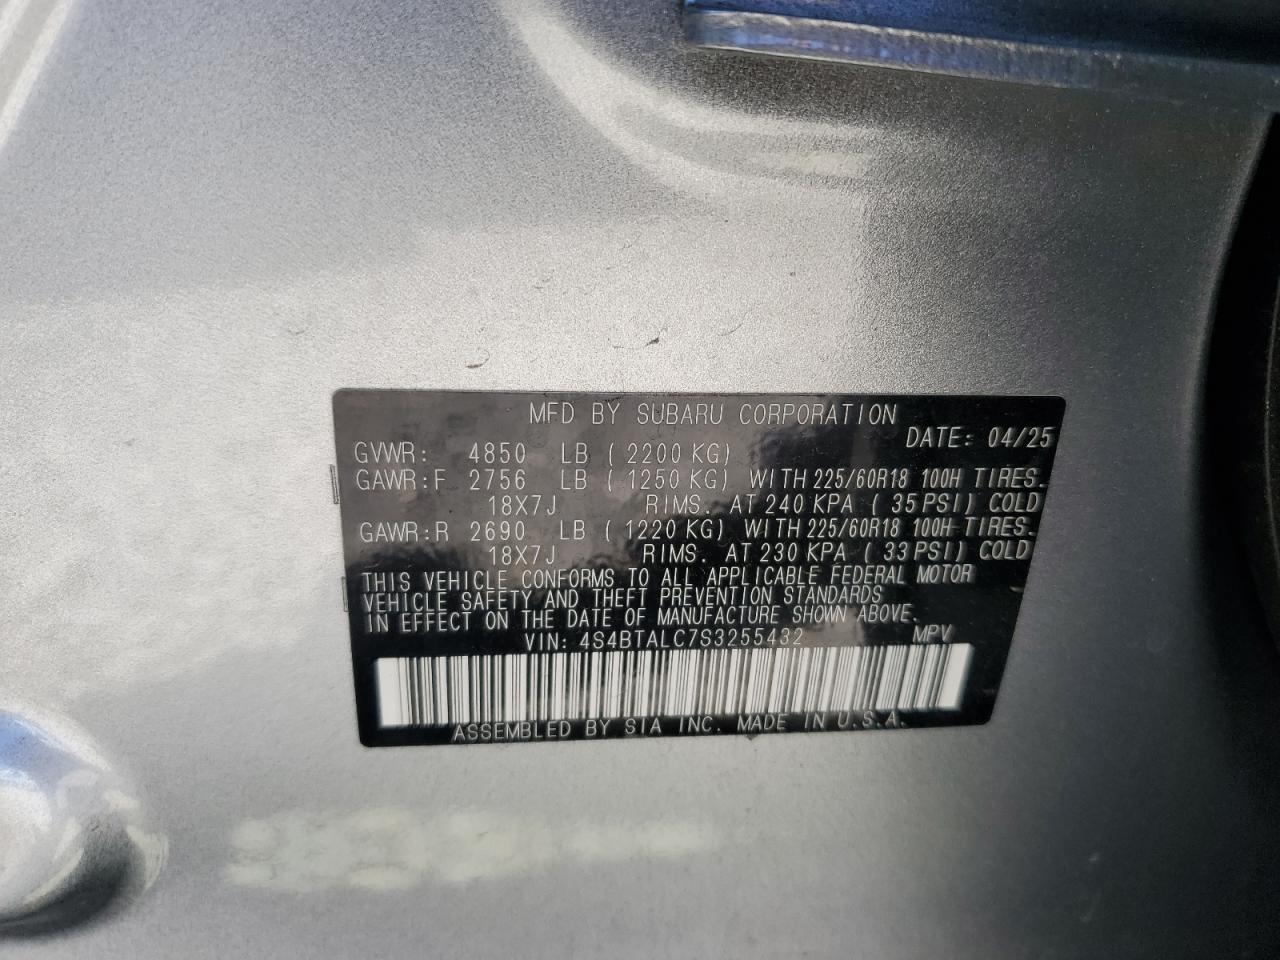 MFD BY SUBARU CORPORATION
DATE: 04/25
GVWR: 4850 LB ( 2200 KG)
GAWR:F 2756 LB ( 1250 KG) WITH 225/60R18 100H TIRES.
18X7J RIMS. AT 240 KPA ( 35 PSI) COLD
GAWR:R 2690 LB ( 1220 KG) WITH 225/60R18 100H TIRES.
18X7J RIMS. AT 230 KPA ( 33 PSI) COLD
THIS VEHICLE CONFORMS TO ALL APPLICABLE FEDERAL MOTOR
VEHICLE SAFETY AND THEFT PREVENTION STANDARDS
IN EFFECT ON THE DATE OF MANUFACTURE SHOWN ABOVE.
VIN: 4S4BTALC7S3255432 MPV
ASSEMBLED BY SIA INC. MADE IN U.S.A.